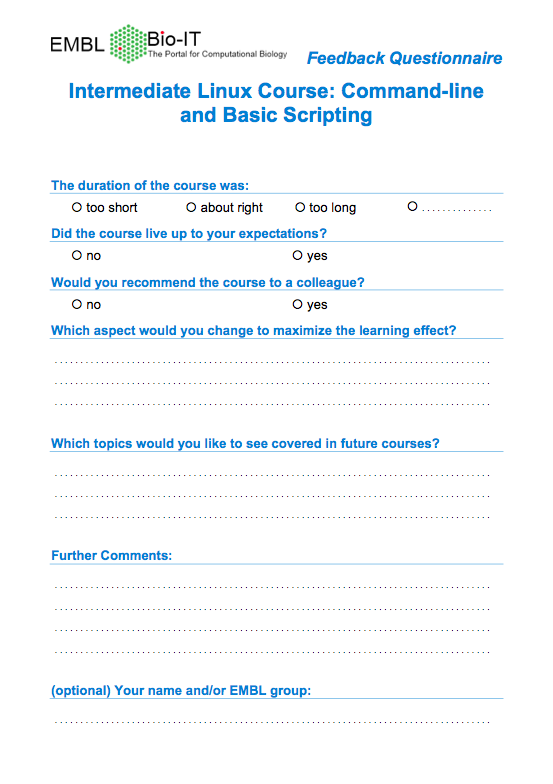 EMBL Bio-IT
The Portal for Computational Biology
Feedback Questionnaire
Intermediate Linux Course: Command-line
and Basic Scripting
The duration of the course was:
too short about right too long ..............
Did the course live up to your expectations?
no yes
Would you recommend the course to a colleague?
no yes
Which aspect would you change to maximize the learning effect?
Which topics would you like to see covered in future courses?
Further Comments:
(optional) Your name and/or EMBL group: